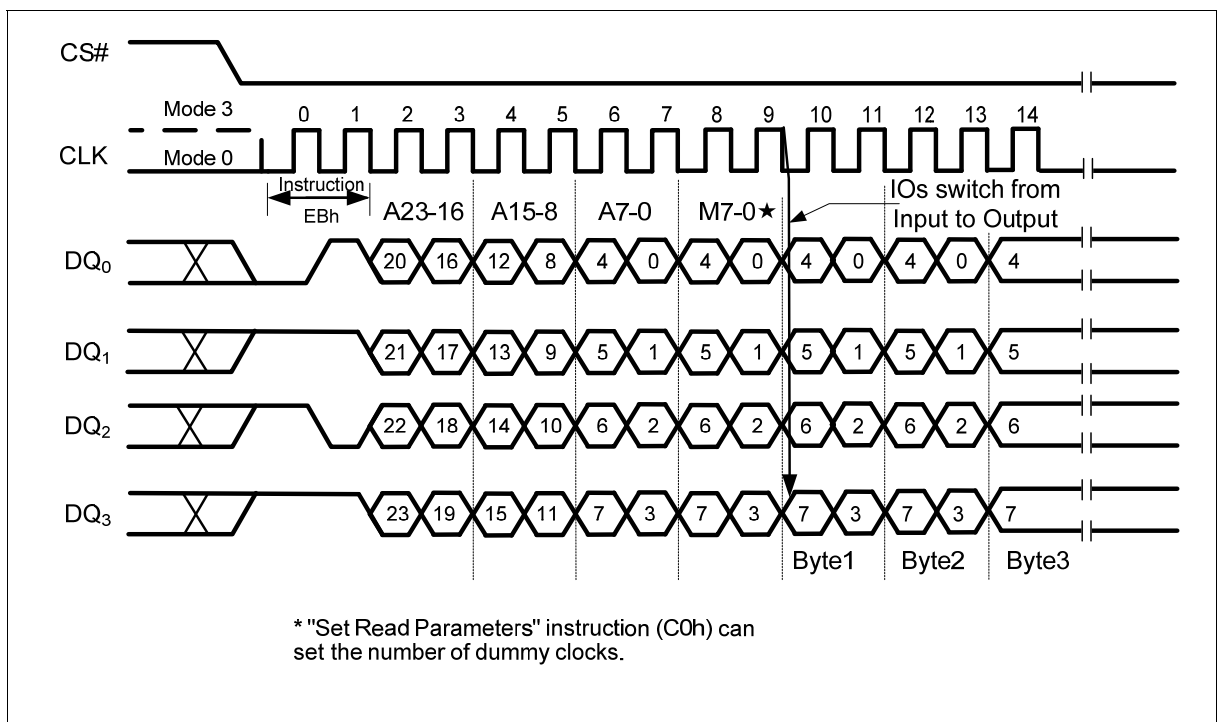 CS#
Mode 3
0 1 2 3 4 5 6 7 8 9 10 11 12 13 14
CLK
Mode 0
Instruction
EBh
A23-16 A15-8 A7-0 M7-0★
IOs switch from
Input to Output
DQ0 20 16 12 8 4 0 4 0 4 0 4 0 4
DQ1 21 17 13 9 5 1 5 1 5 1 5 1 5
DQ2 22 18 14 10 6 2 6 2 6 2 6 2 6
DQ3 23 19 15 11 7 3 7 3 7 3 7 3 7
Byte1 Byte2 Byte3
* "Set Read Parameters" instruction (C0h) can
set the number of dummy clocks.